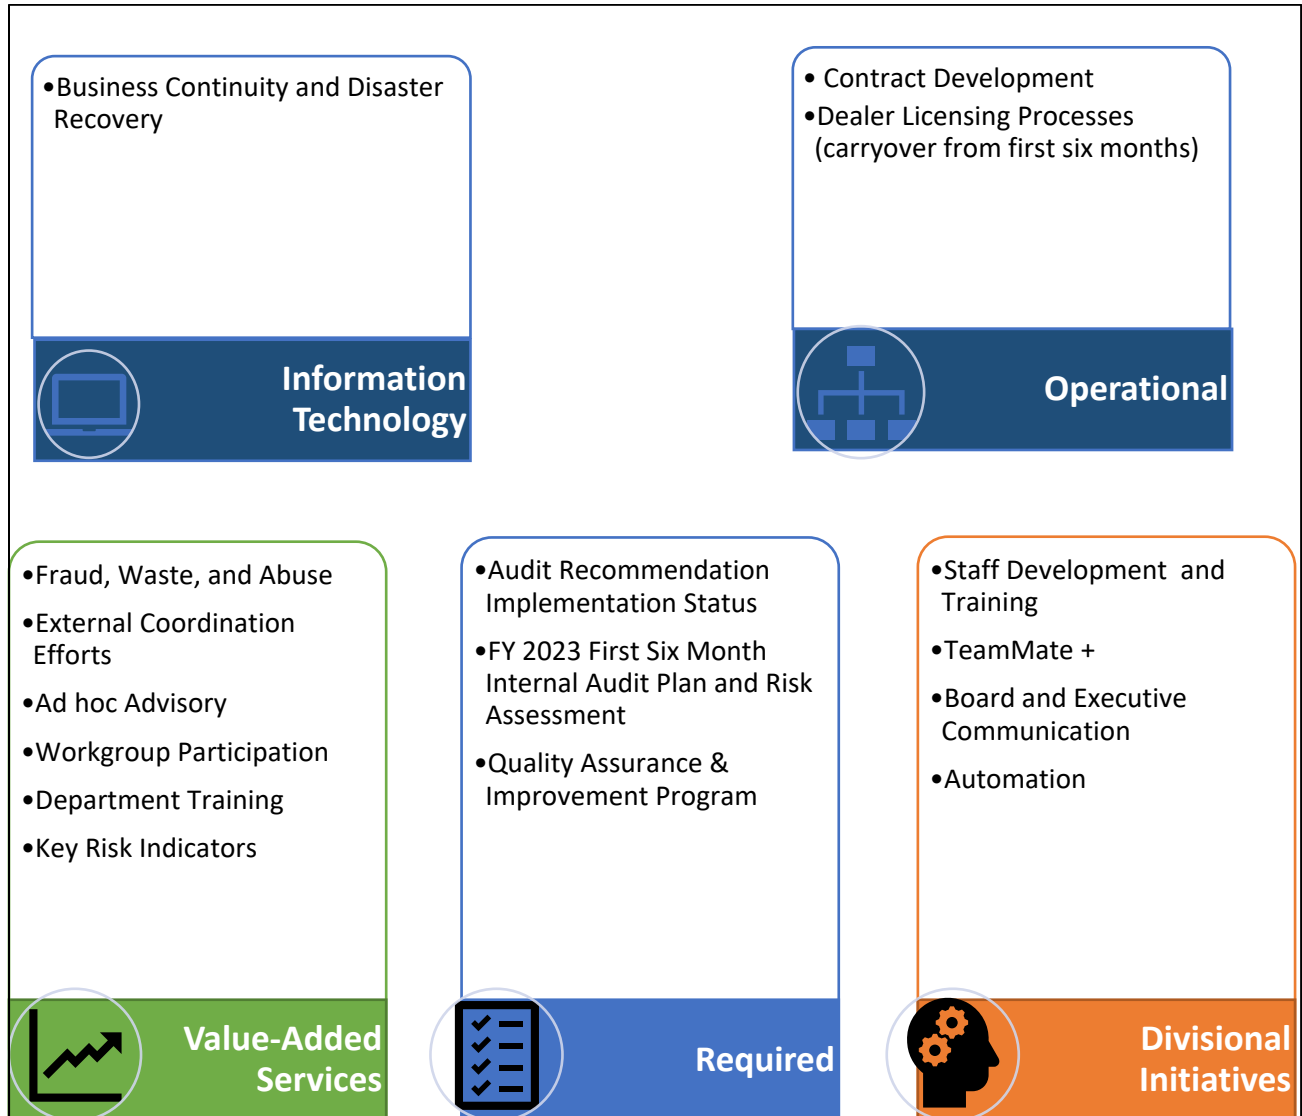 •Business Continuity and Disaster
Recovery
Information
Technology
• Contract Development
•Dealer Licensing Processes
(carryover from first six months)
Operational
•Fraud, Waste, and Abuse
•External Coordination
Efforts
•Ad hoc Advisory
•Workgroup Participation
•Department Training
•Key Risk Indicators
Value-Added
Services
•Audit Recommendation
Implementation Status
•FY 2023 First Six Month
Internal Audit Plan and Risk
Assessment
•Quality Assurance &
Improvement Program
Required
•Staff Development  and
Training
•TeamMate +
•Board and Executive
Communication
•Automation
Divisional
Initiatives